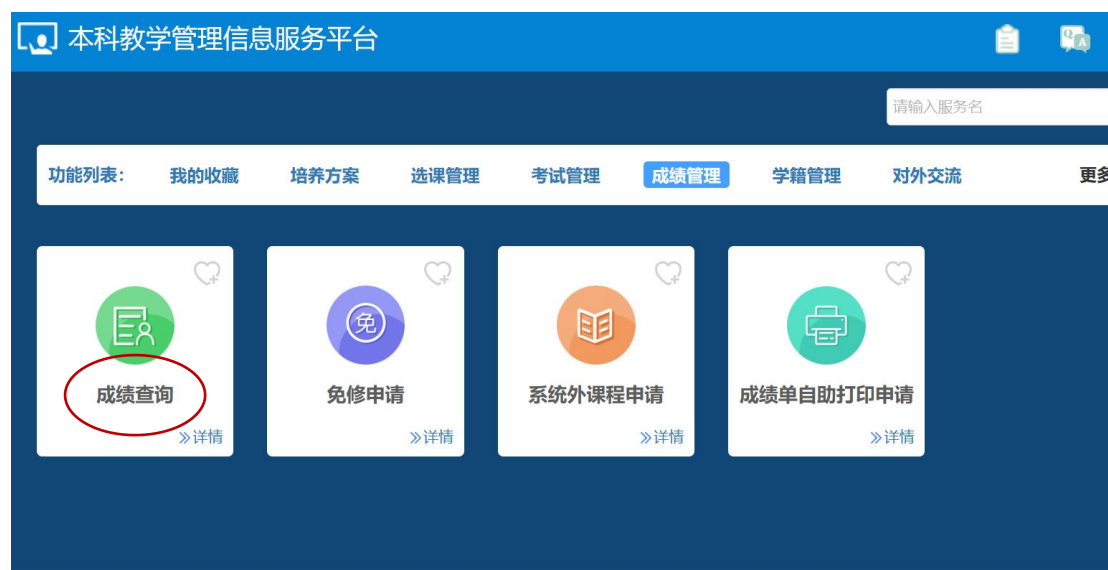 本科教学管理信息服务平台
Q A
请输入服务名
功能列表： 我的收藏 培养方案 选课管理 考试管理 成绩管理 学籍管理 对外交流 更多
免
成绩查询 免修申请 系统外课程申请 成绩单自助打印申请
»详情 »详情 »详情 »详情